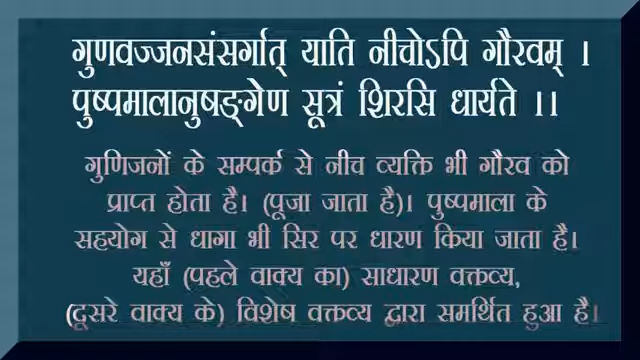 गुणवज्जनसंसर्गात् याति नीचोऽपि गौरवम् ।
पुष्पमालानुषङ्गेण सूत्रं शिरसि धार्यते ।।
गुणिजनों के सम्पर्क से नीच व्यक्ति भी गौरव को
प्राप्त होता है। (पूजा जाता है)। पुष्पमाला के
सहयोग से धागा भी सिर पर धारण किया जाता है।
यहाँ (पहले वाक्य का) साधारण वक्तव्य,
(दूसरे वाक्य के) विशेष वक्तव्य द्वारा समर्थित हुआ है।